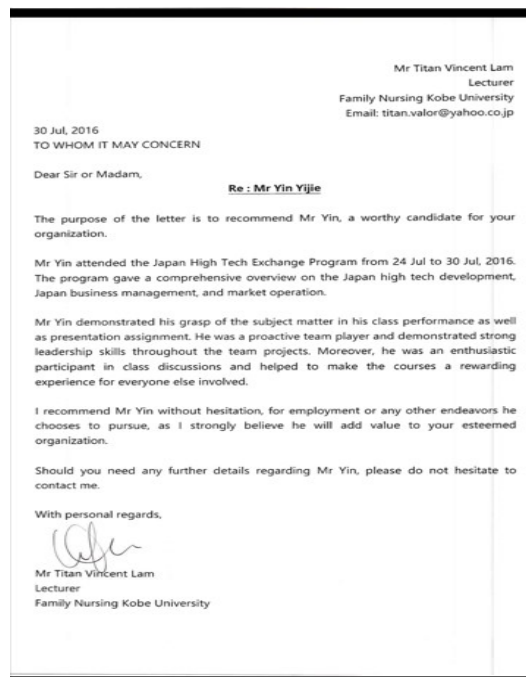 Mr Titan Vincent Lam
Lecturer
Family Nursing Kobe University
Email: titan.valor@yahoo.co.jp
30 Jul, 2016
TO WHOM IT MAY CONCERN
Dear Sir or Madam,
Re : Mr Yin Yijie
The purpose of the letter is to recommend Mr Yin, a worthy candidate for your
organization.
Mr Yin attended the Japan High Tech Exchange Program from 24 Jul to 30 Jul, 2016.
The program gave a comprehensive overview on the Japan high tech development,
Japan business management, and market operation.
Mr Yin demonstrated his grasp of the subject matter in his class performance as well
as presentation assignment. He was a proactive team player and demonstrated strong
leadership skills throughout the team projects. Moreover, he was an enthusiastic
participant in class discussions and helped to make the courses a rewarding
experience for everyone else involved.
I recommend Mr Yin without hesitation, for employment or any other endeavors he
chooses to pursue, as I strongly believe he will add value to your esteemed
organization.
Should you need any further details regarding Mr Yin, please do not hesitate to
contact me.
With personal regards,
Mr Titan Vincent Lam
Lecturer
Family Nursing Kobe University